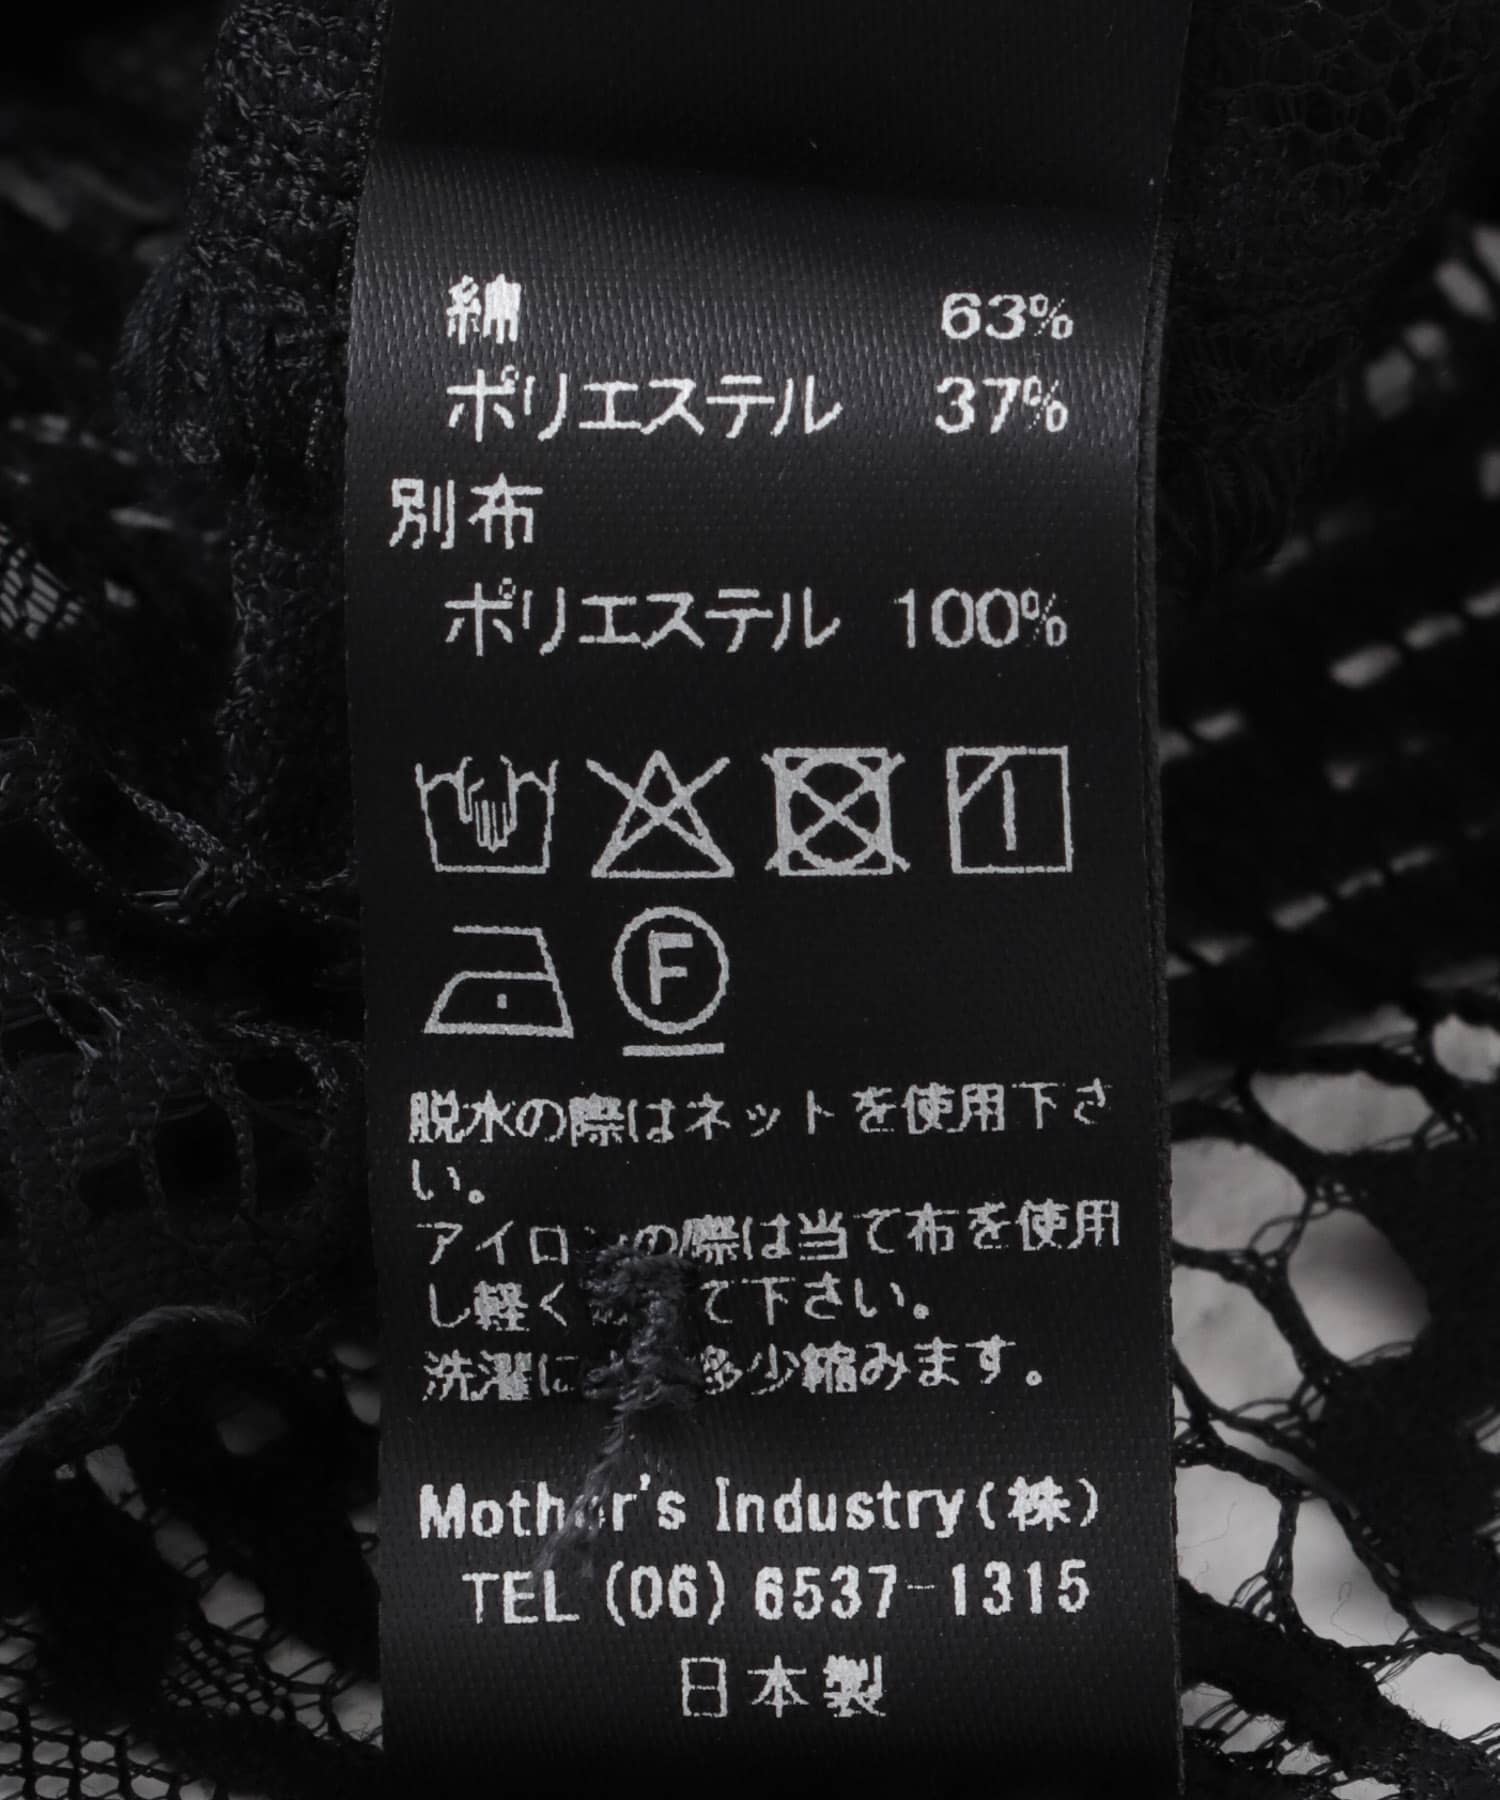 綿 63%
ポリエステル 37%
別布
ポリエステル 100%
F
脱水の際はネットを使用下さ
い。
アイロンの際は当て布を使用
し軽く て下さい。
洗濯に 多少縮みます。
Mother's Industry(株)
TEL (06) 6537-1315
日本製